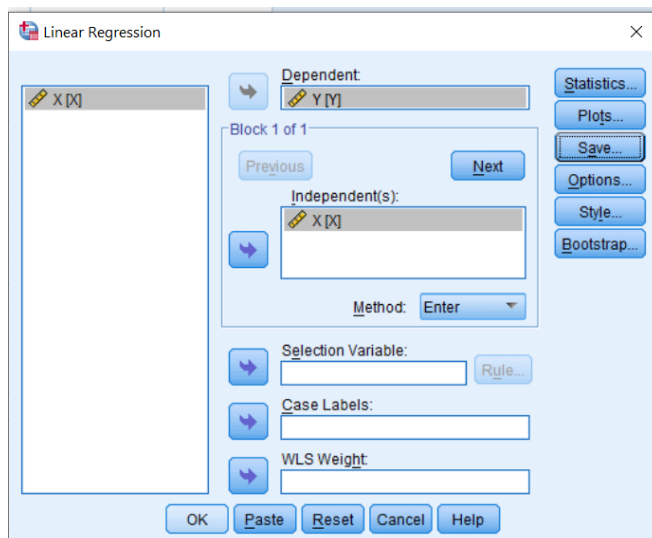 Linear Regression
X [X]
Dependent:
Y [Y]
Block 1 of 1
Previous
Next
Independent(s):
X [X]
Method: Enter
Selection Variable:
Rule...
Case Labels:
WLS Weight:
Statistics...
Plots...
Save...
Options...
Style...
Bootstrap...
OK Paste Reset Cancel Help